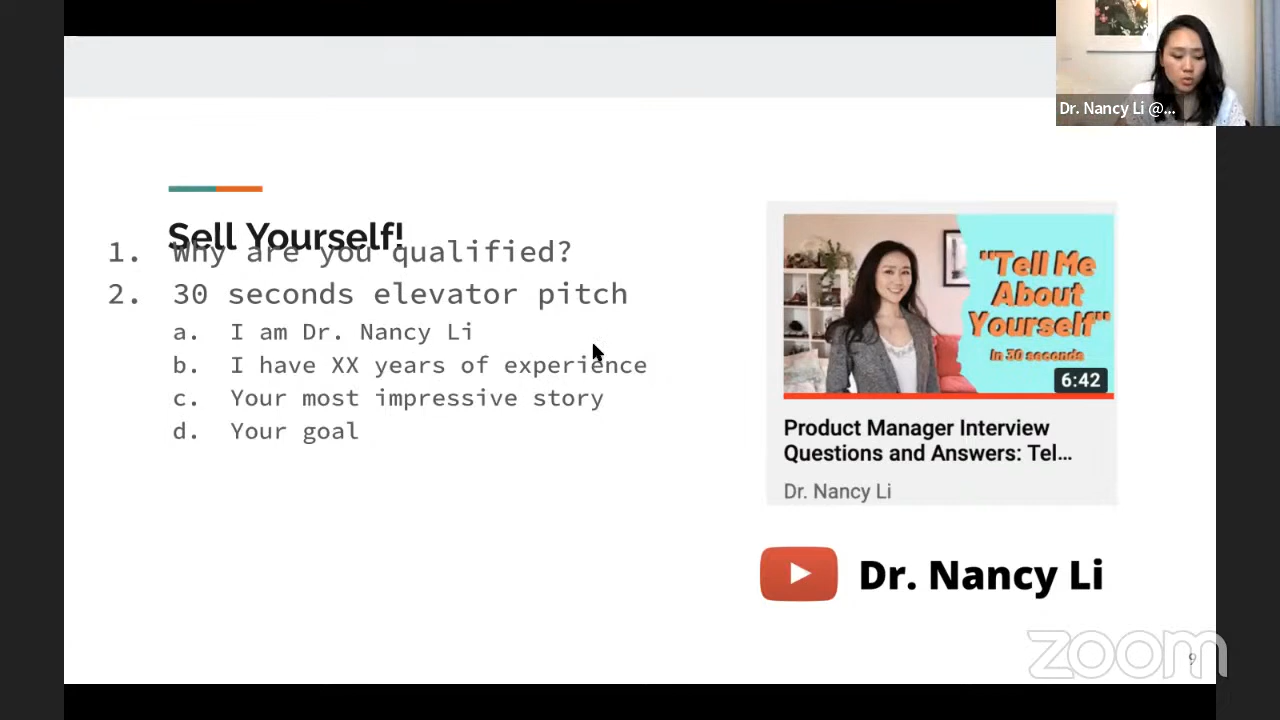 Dr. Nancy Li @...
Sell Yourself!
1. Why are you qualified?
2. 30 seconds elevator pitch
a. I am Dr. Nancy Li
b. I have XX years of experience
c. Your most impressive story
d. Your goal
"Tell Me
About
Yourself"
In 30 seconds
6:42
Product Manager Interview
Questions and Answers: Tel...
Dr. Nancy Li
Dr. Nancy Li
zoom
9